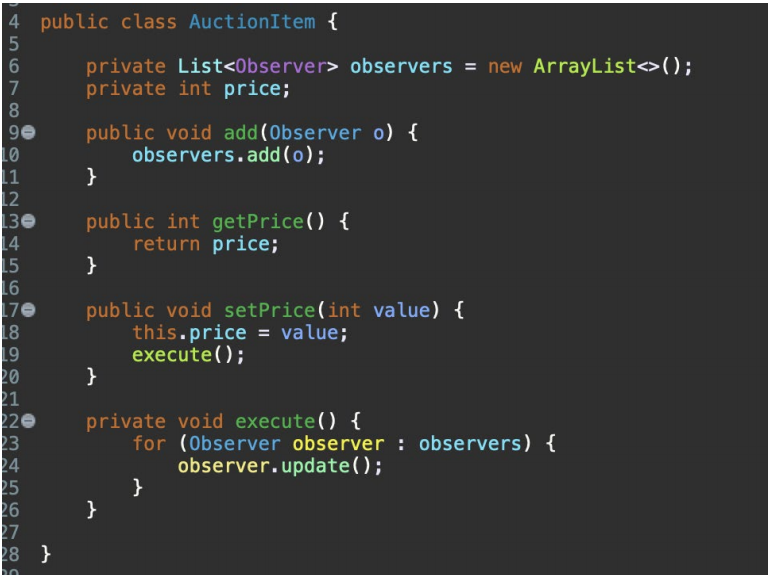 4 public class AuctionItem {
5
6 private List<Observer> observers = new ArrayList<>();
7 private int price;
8
9 public void add(Observer o) {
10 observers.add(o);
11 }
12
13 public int getPrice() {
14 return price;
15 }
16
17 public void setPrice(int value) {
18 this.price = value;
19 execute();
20 }
21
22 private void execute() {
23 for (Observer observer : observers) {
24 observer.update();
25 }
26 }
27
28 }